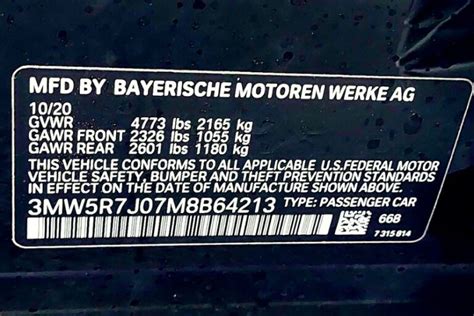 MFD BY BAYERISCHE MOTOREN WERKE AG
10/20
GVWR 4773 lbs 2165 kg
GAWR FRONT 2326 lbs 1055 kg
GAWR REAR 2601 lbs 1180 kg
THIS VEHICLE CONFORMS TO ALL APPLICABLE U.S.FEDERAL MOTOR
VEHICLE SAFETY, BUMPER AND THEFT PREVENTION STANDARDS
IN EFFECT ON THE DATE OF MANUFACTURE SHOWN ABOVE.
3MW5R7J07M8B64213 TYPE: PASSENGER CAR
668
7 315 814